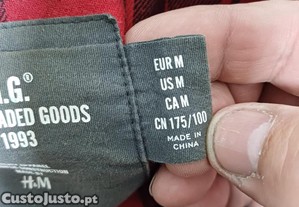 .G.®
ADED GOODS
1993
H&M
EUR M
US M
CA M
CN 175/100
MADE IN
CHINA
CustoJusto.pt